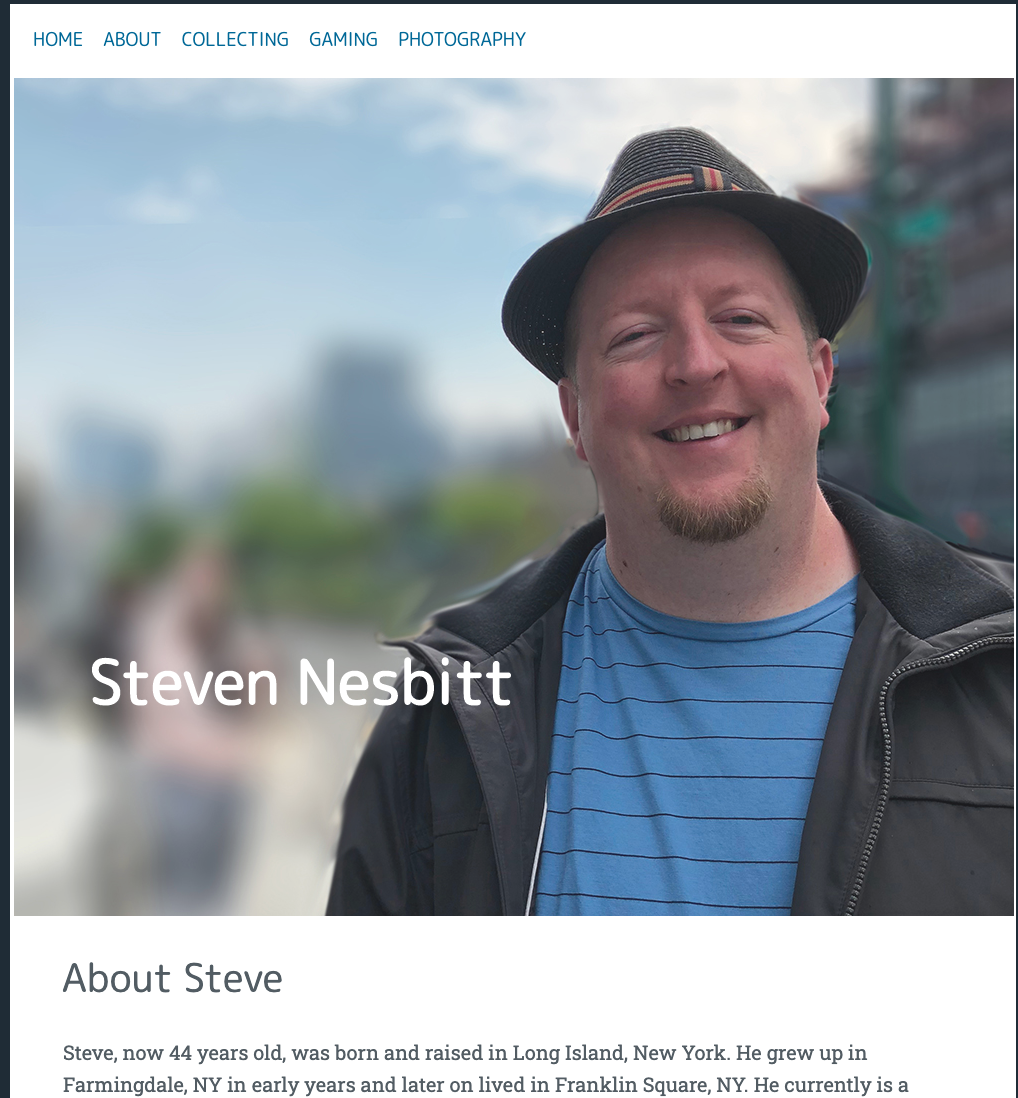 HOME ABOUT COLLECTING GAMING PHOTOGRAPHY
Steven Nesbitt
About Steve
Steve, now 44 years old, was born and raised in Long Island, New York. He grew up in
Farmingdale, NY in early years and later on lived in Franklin Square, NY. He currently is a